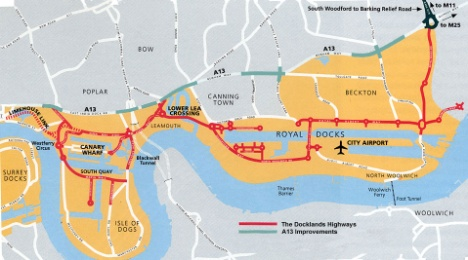 South Woodford to Barking Relief Road
to M11
to M25
A13
BOW
A13
POPLAR
A13
BECKTON
LIMEHOUSE LINK
LOWER LEA
CROSSING
CANNING
TOWN
LEAMOUTH
ROYAL DOCKS
CITY AIRPORT
Westferry
Circus
CANARY
WHARF
Blackwall
Tunnel
SURREY
DOCKS
SOUTH QUAY
NORTH WOOLWICH
Thames
Barrier
Woolwich
Ferry
Foot Tunnel
WOOLWICH
ISLE OF
DOGS
The Docklands Highways
A13 Improvements